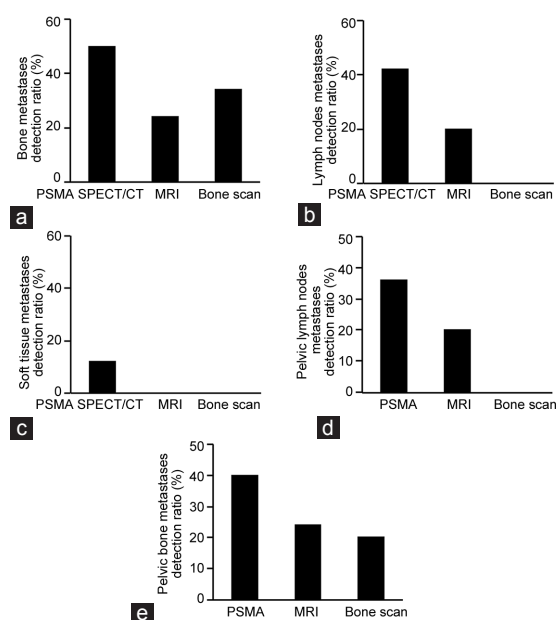 Bone metastases
detection ratio (%)
60
40
20
0
PSMA SPECT/CT MRI Bone scan
a
Lymph nodes metastases
detection ratio (%)
60
40
20
0
PSMA SPECT/CT MRI Bone scan
b
Soft tissue metastases
detection ratio (%)
60
40
20
0
PSMA SPECT/CT MRI Bone scan
c
Pelvic lymph nodes
metastases
detection ratio (%)
50
40
30
20
10
0
PSMA MRI Bone scan
d
Pelvic bone metastases
detection ratio (%)
50
40
30
20
10
0
PSMA MRI Bone scan
e